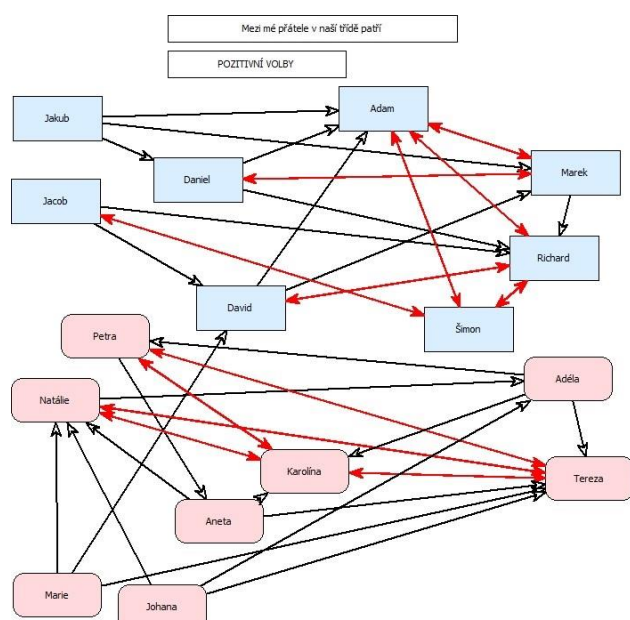 Mezi mé přátele v naší třídě patří
POZITIVNÍ VOLBY
Adam
Jakub
Daniel
Marek
Jacob
Richard
David
Šimon
Petra
Adéla
Natálie
Karolína
Tereza
Aneta
Marie
Johana